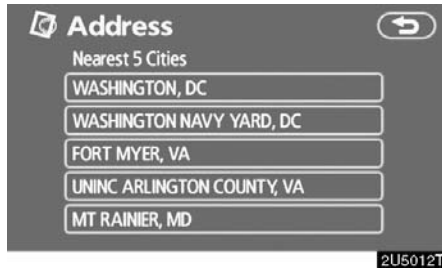 Address
Nearest 5 Cities
WASHINGTON, DC
WASHINGTON NAVY YARD, DC
FORT MYER, VA
UNINC ARLINGTON COUNTY, VA
MT RAINIER, MD
2U5012T